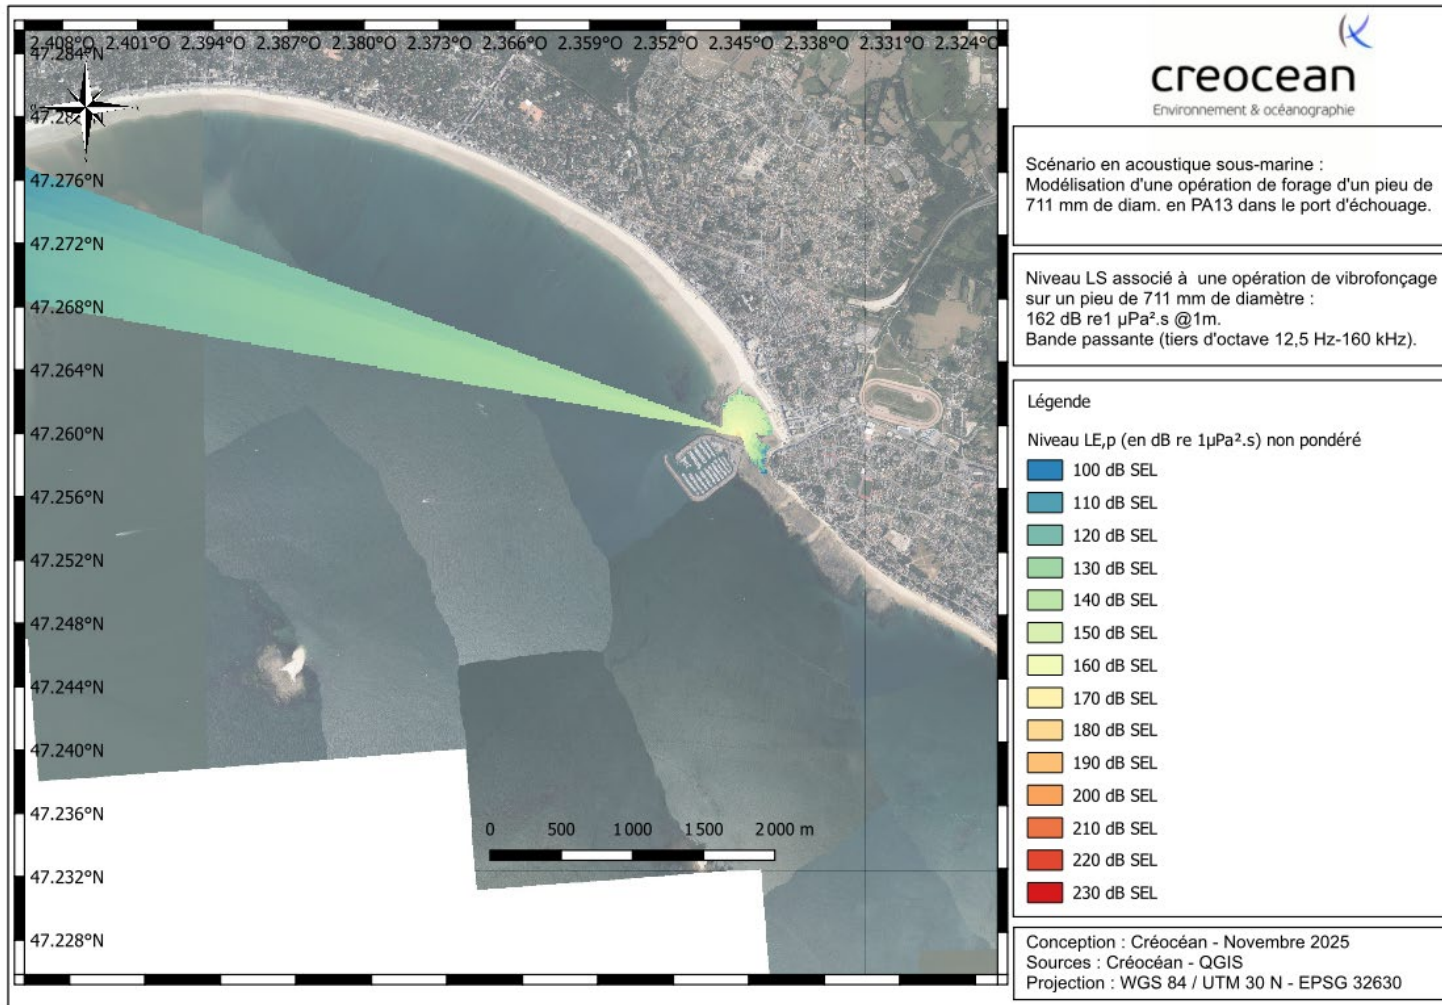 2.408°O 2.401°O 2.394°O 2.387°O 2.380°O 2.373°O 2.366°O 2.359°O 2.352°O 2.345°O 2.338°O 2.331°O 2.324°O
47.284°N
47.276°N
47.272°N
47.268°N
47.264°N
47.260°N
47.256°N
47.252°N
47.248°N
47.244°N
47.240°N
47.236°N
47.232°N
47.228°N
0 500 1 000 1 500 2 000 m
creocean
Environnement & océanographie
Scénario en acoustique sous-marine :
Modélisation d'une opération de forage d'un pieu de
711 mm de diam. en PA13 dans le port d'échouage.
Niveau LS associé à une opération de vibrofonçage
sur un pieu de 711 mm de diamètre :
162 dB re1 µPa².s @1m.
Bande passante (tiers d'octave 12,5 Hz-160 kHz).
Légende
Niveau LE,p (en dB re 1µPa².s) non pondéré
100 dB SEL
110 dB SEL
120 dB SEL
130 dB SEL
140 dB SEL
150 dB SEL
160 dB SEL
170 dB SEL
180 dB SEL
190 dB SEL
200 dB SEL
210 dB SEL
220 dB SEL
230 dB SEL
Conception : Créocéan - Novembre 2025
Sources : Créocéan - QGIS
Projection : WGS 84 / UTM 30 N - EPSG 32630